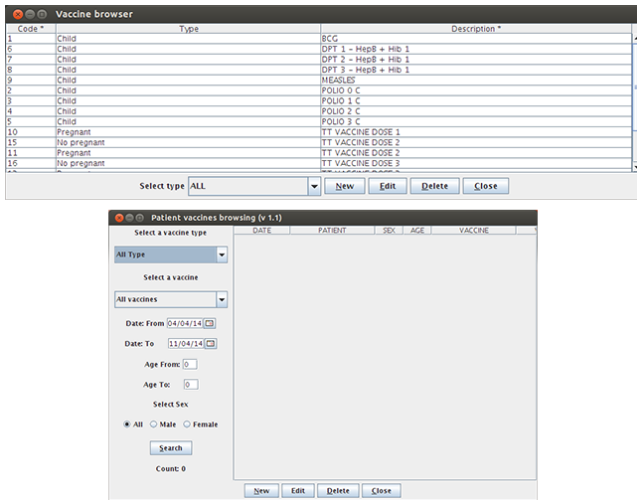 Vaccine browser
Code * Type Description *
1 Child BCG
6 Child DPT 1 - HepB + Hib 1
7 Child DPT 2 - HepB + Hib 1
8 Child DPT 3 - HepB + Hib 1
9 Child MEASLES
2 Child POLIO 0 C
3 Child POLIO 1 C
4 Child POLIO 2 C
5 Child POLIO 3 C
10 Pregnant TT VACCINE DOSE 1
15 No pregnant TT VACCINE DOSE 2
11 Pregnant TT VACCINE DOSE 2
16 No pregnant TT VACCINE DOSE 3
Select type ALL New Edit Delete Close
Patient vaccines browsing (v 1.1)
Select a vaccine type DATE PATIENT SEX AGE VACCINE
All Type
Select a vaccine
All vaccines
Date: From 04/04/14
Date: To 11/04/14
Age From: 0
Age To: 0
Select Sex
All Male Female
Search
Count: 0
New Edit Delete Close